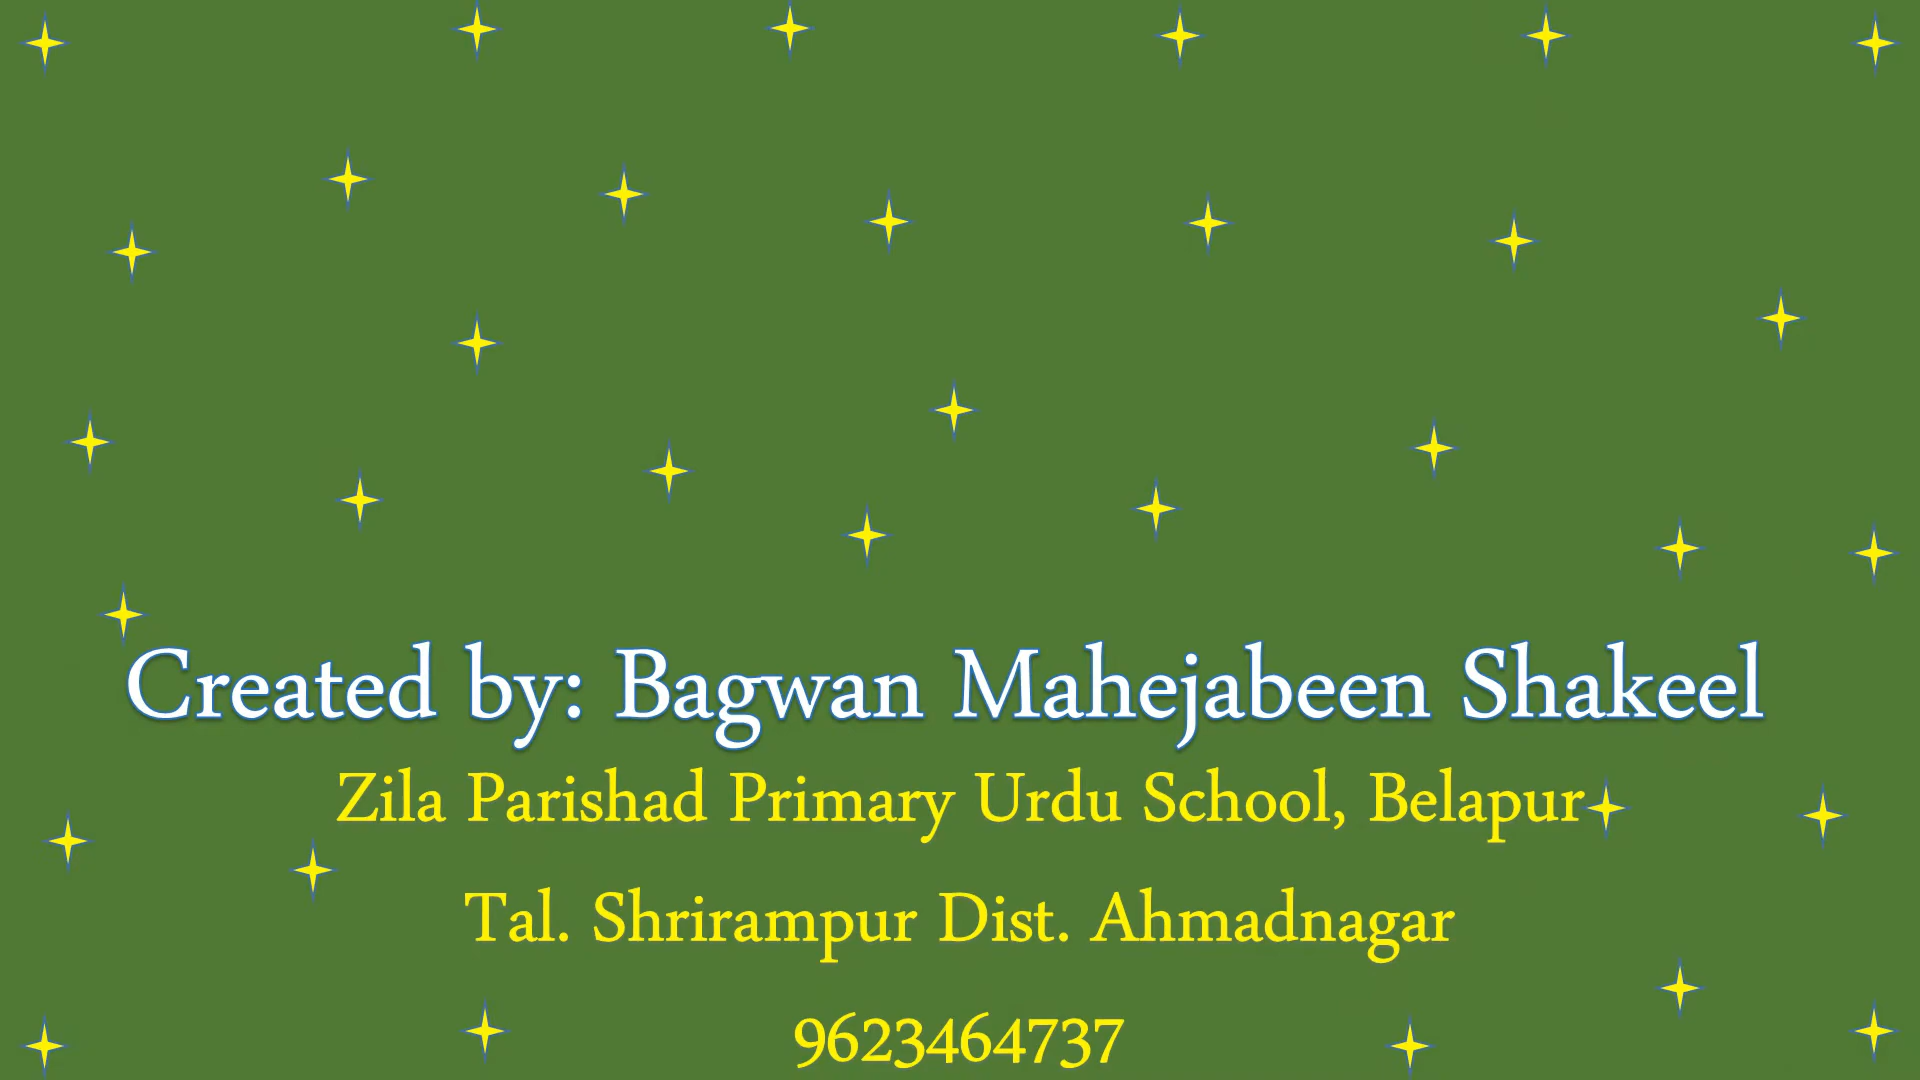 Created by: Bagwan Mahejabeen Shakeel
Zila Parishad Primary Urdu School, Belapur
Tal. Shrirampur Dist. Ahmadnagar
9623464737